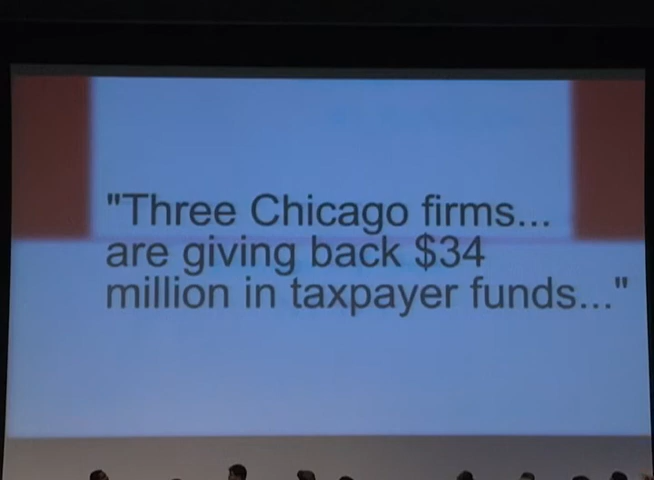 "Three Chicago firms...
are giving back $34
million in taxpayer funds..."